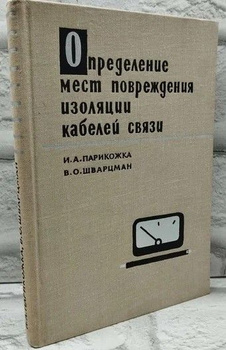 Определение
мест повреждения
изоляции
кабелей связи
И.А.ПАРИКОЖКА
В.О.ШВАРЦМАН